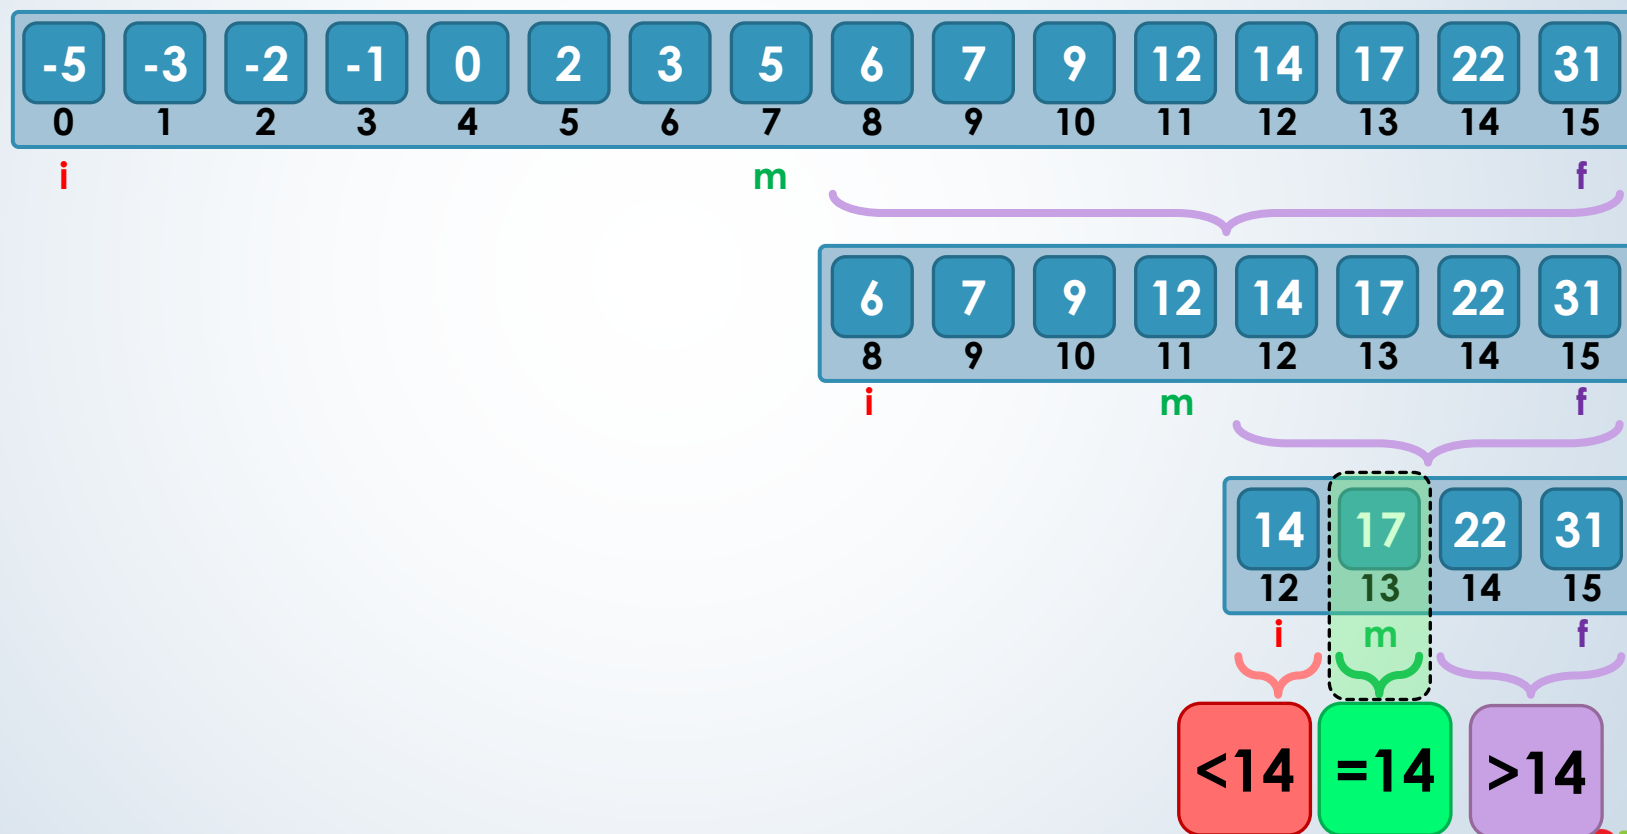 -5 -3 -2 -1 0 2 3 5 6 7 9 12 14 17 22 31
0 1 2 3 4 5 6 7 8 9 10 11 12 13 14 15
i m f
6 7 9 12 14 17 22 31
8 9 10 11 12 13 14 15
i m f
14 17 22 31
12 13 14 15
i m f
<14 =14 >14